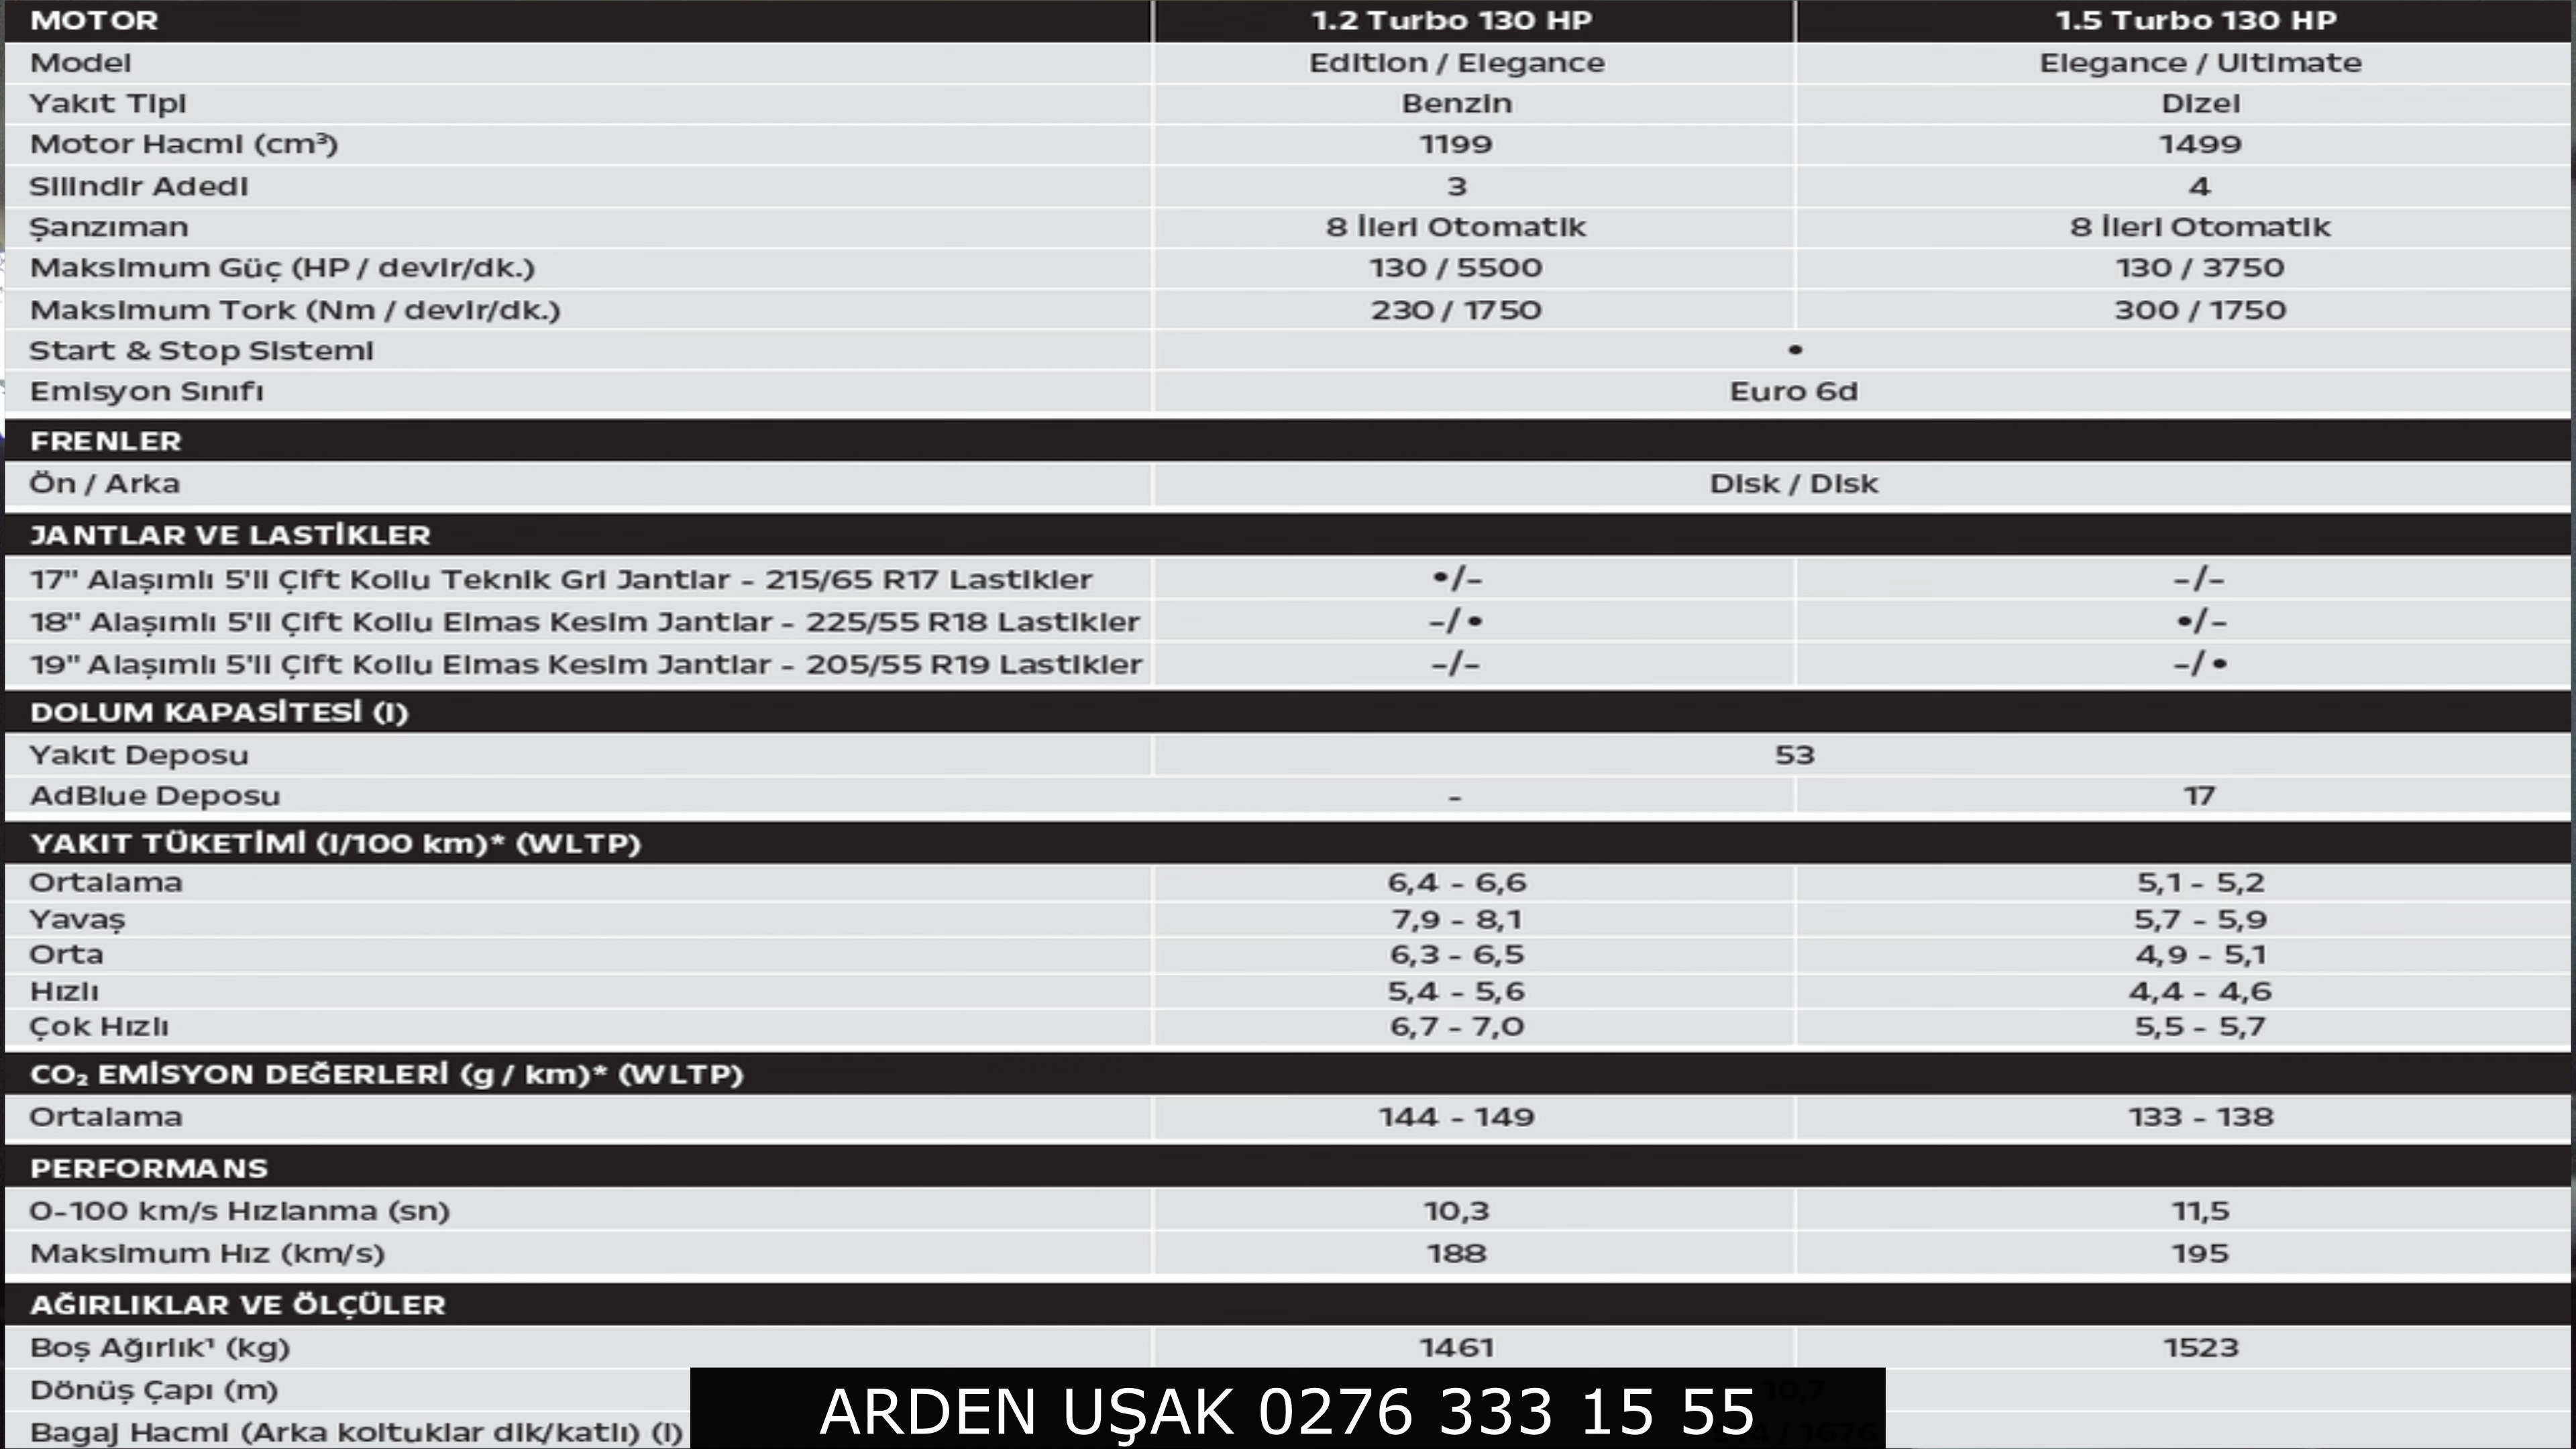 MOTOR 1.2 Turbo 130 HP 1.5 Turbo 130 HP
Model Edition / Elegance Elegance / Ultimate
Yakıt Tipi Benzin Dizel
Motor Hacmi (cm³) 1199 1499
Silindir Adedi 3 4
Şanzıman 8 İleri Otomatik 8 İleri Otomatik
Maksimum Güç (HP / devir/dk.) 130 / 5500 130 / 3750
Maksimum Tork (Nm / devir/dk.) 230 / 1750 300 / 1750
Start & Stop Sistemi •
Emisyon Sınıfı Euro 6d
FRENLER
Ön / Arka Disk / Disk
JANTLAR VE LASTİKLER
17" Alaşımlı 5'li Çift Kollu Teknik Gri Jantlar - 215/65 R17 Lastikler •/- -/-
18" Alaşımlı 5'li Çift Kollu Elmas Kesim Jantlar - 225/55 R18 Lastikler -/• •/-
19" Alaşımlı 5'li Çift Kollu Elmas Kesim Jantlar - 205/55 R19 Lastikler -/- -/•
DOLUM KAPASİTESİ (l)
Yakıt Deposu 53
AdBlue Deposu - 17
YAKIT TÜKETİMİ (l/100 km)* (WLTP)
Ortalama 6,4 - 6,6 5,1 - 5,2
Yavaş 7,9 - 8,1 5,7 - 5,9
Orta 6,3 - 6,5 4,9 - 5,1
Hızlı 5,4 - 5,6 4,4 - 4,6
Çok Hızlı 6,7 - 7,0 5,5 - 5,7
CO₂ EMİSYON DEĞERLERİ (g / km)* (WLTP)
Ortalama 144 - 149 133 - 138
PERFORMANS
0-100 km/s Hızlanma (sn) 10,3 11,5
Maksimum Hız (km/s) 188 195
AĞIRLIKLAR VE ÖLÇÜLER
Boş Ağırlık¹ (kg) 1461 1523
Dönüş Çapı (m) 10,7
Bagaj Hacmi (Arka koltuklar dik/katlı) (l)
ARDEN UŞAK 0276 333 15 55